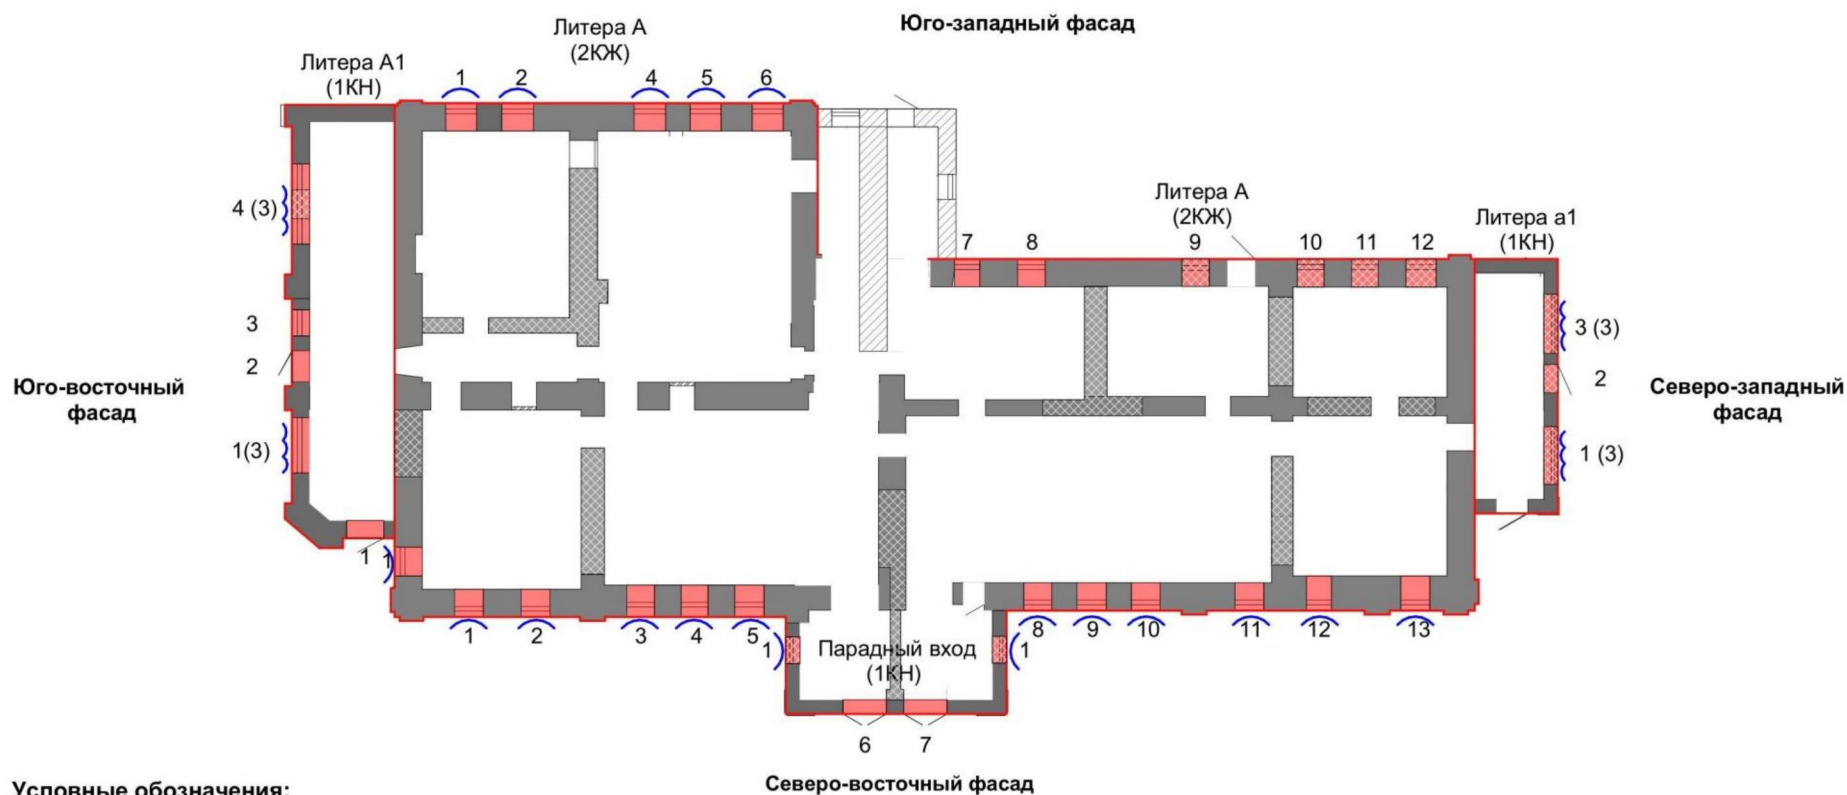 Юго-западный фасад
Литера А
(2КЖ)
Литера А1
(1КН)
1
2
4
5
6
4 (3)
3
2
Юго-восточный
фасад
1(3)
1
1
Литера А
(2КЖ)
7
8
9
10
11
12
Литера а1
(1КН)
3 (3)
2
Северо-западный
фасад
1 (3)
1
2
3
4
5
1
Парадный вход
(1КН)
1
8
9
10
11
12
13
6
7
Северо-восточный фасад
Условные обозначения: